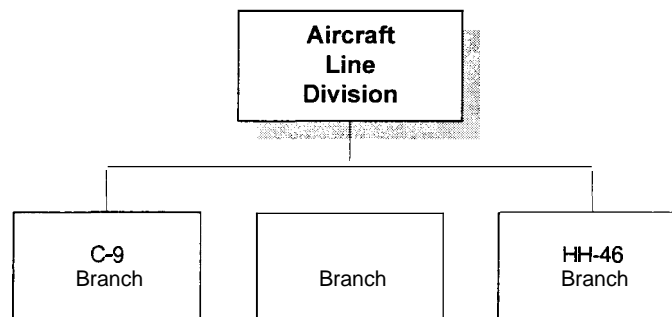 Aircraft
Line
Division
C-9
Branch
Branch
HH-46
Branch